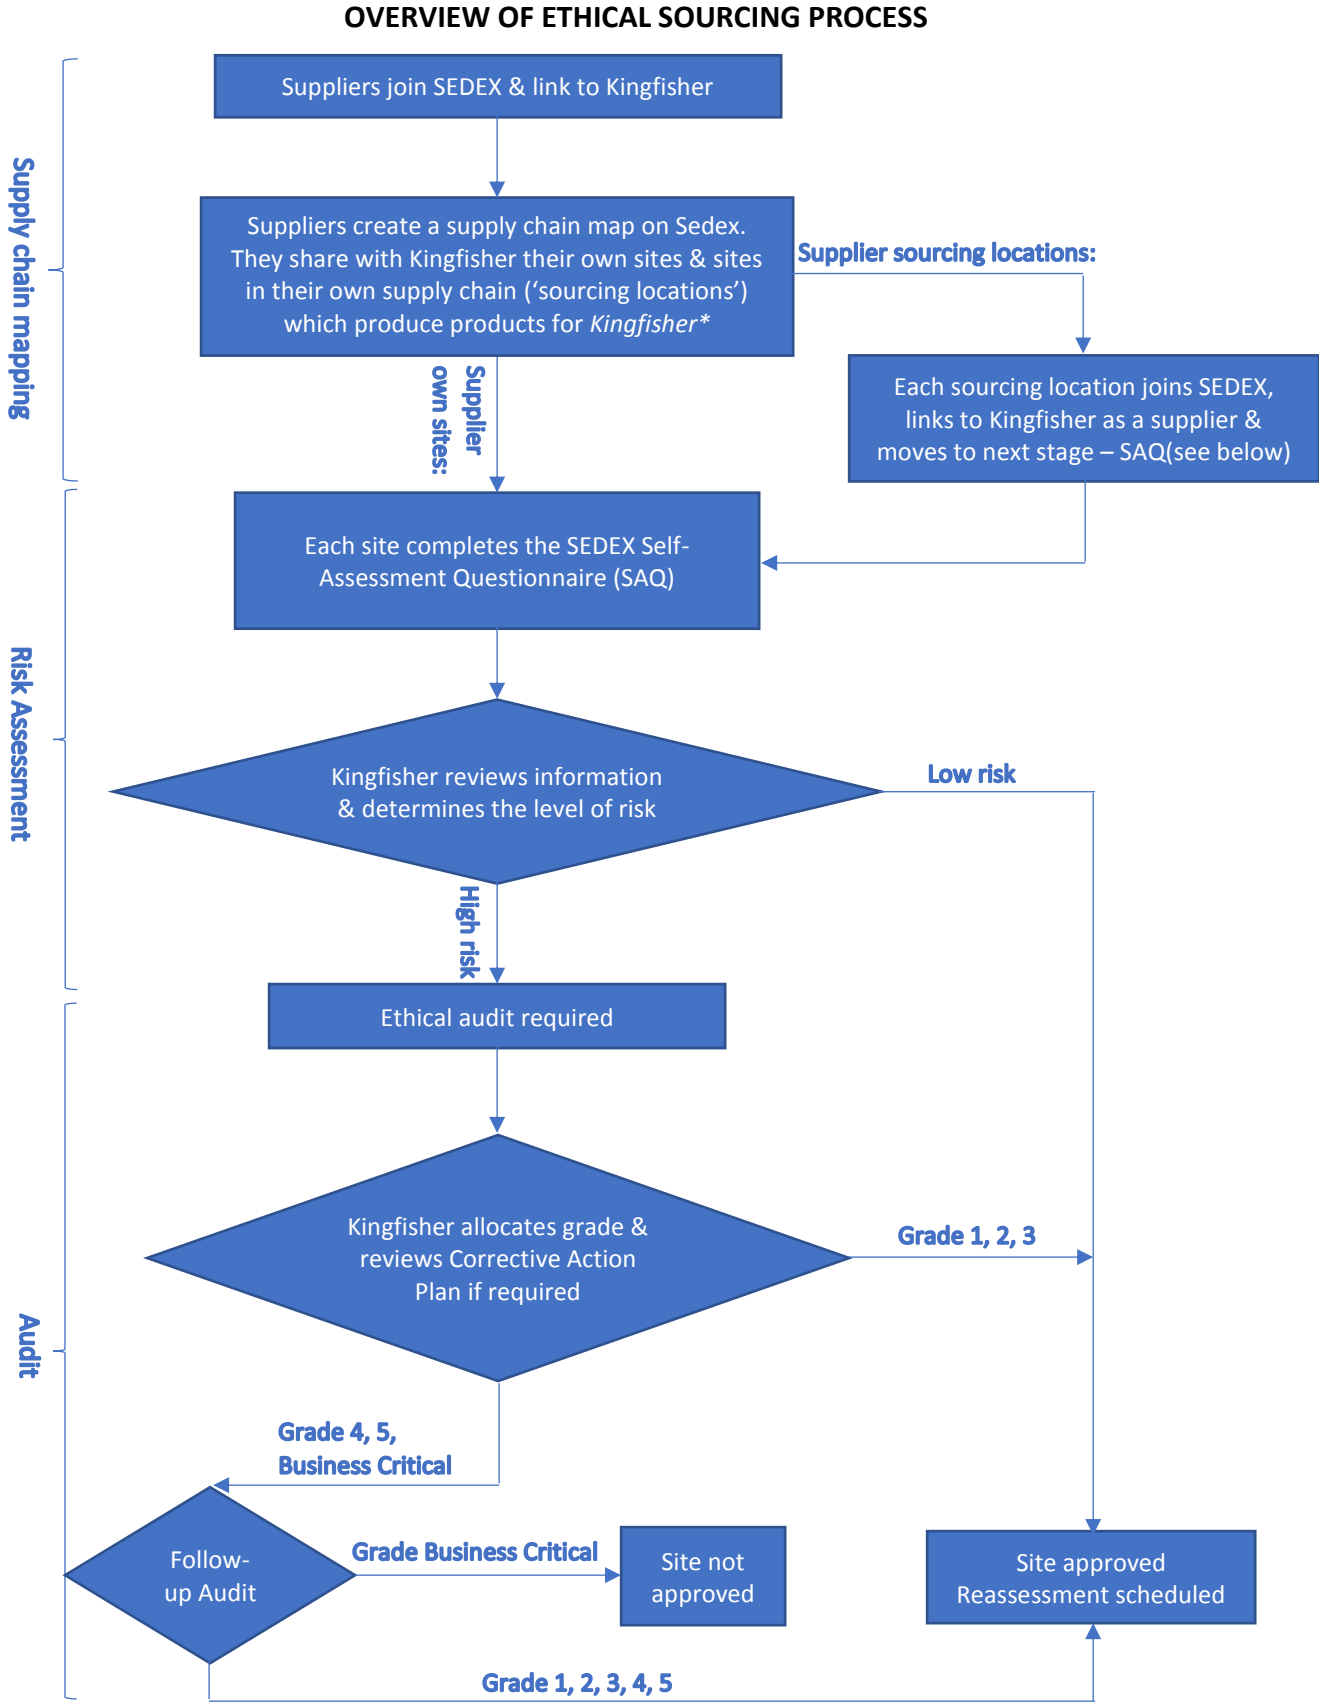 OVERVIEW OF ETHICAL SOURCING PROCESS
Suppliers join SEDEX & link to Kingfisher
Supply chain mapping
Suppliers create a supply chain map on Sedex.
They share with Kingfisher their own sites & sites
in their own supply chain (‘sourcing locations’)
which produce products for Kingfisher*
Supplier sourcing locations:
Each sourcing location joins SEDEX,
links to Kingfisher as a supplier &
moves to next stage – SAQ(see below)
Supplier
own sites:
Each site completes the SEDEX Self-
Assessment Questionnaire (SAQ)
Risk Assessment
Kingfisher reviews information
& determines the level of risk
Low risk
High risk
Ethical audit required
Kingfisher allocates grade &
reviews Corrective Action
Plan if required
Grade 1, 2, 3
Audit
Grade 4, 5,
Business Critical
Follow-
up Audit
Grade Business Critical
Site not
approved
Site approved
Reassessment scheduled
Grade 1, 2, 3, 4, 5